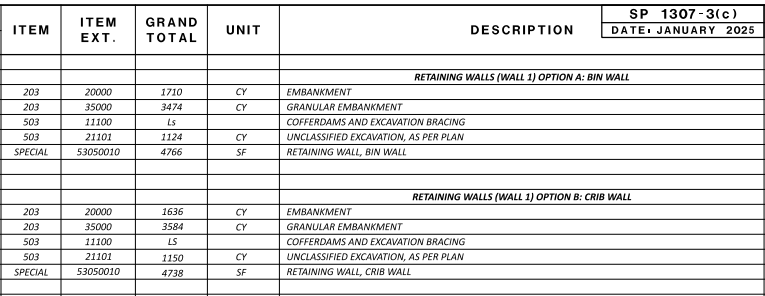 SP 1307-3(c)
DATE: JANUARY 2025
ITEM ITEM EXT. GRAND TOTAL UNIT DESCRIPTION
RETAINING WALLS (WALL 1) OPTION A: BIN WALL
203 20000 1710 CY EMBANKMENT
203 35000 3474 CY GRANULAR EMBANKMENT
503 11100 Ls COFFERDAMS AND EXCAVATION BRACING
503 21101 1124 CY UNCLASSIFIED EXCAVATION, AS PER PLAN
SPECIAL 53050010 4766 SF RETAINING WALL, BIN WALL
RETAINING WALLS (WALL 1) OPTION B: CRIB WALL
203 20000 1636 CY EMBANKMENT
203 35000 3584 CY GRANULAR EMBANKMENT
503 11100 LS COFFERDAMS AND EXCAVATION BRACING
503 21101 1150 CY UNCLASSIFIED EXCAVATION, AS PER PLAN
SPECIAL 53050010 4738 SF RETAINING WALL, CRIB WALL